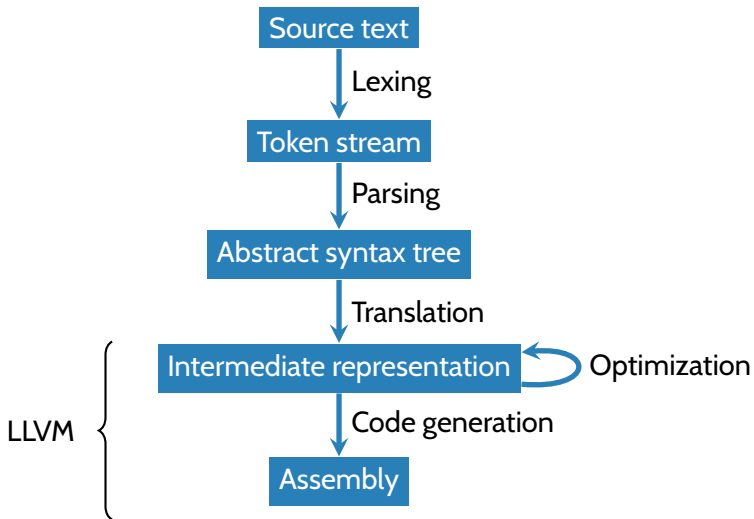 Source text
Lexing
Token stream
Parsing
Abstract syntax tree
Translation
Intermediate representation
Optimization
Code generation
LLVM
Assembly